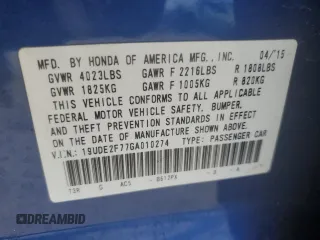 MFD. BY HONDA OF AMERICA MFG., INC. 04/15
GVWR 4023LBS GAWR F 2216LBS R 1808LBS
GVWR 1825KG GAWR F 1005KG R 820KG
THIS VEHICLE CONFORMS TO ALL APPLICABLE
FEDERAL MOTOR VEHICLE SAFETY, BUMPER,
AND THEFT PREVENTION STANDARDS IN EFFECT ON THE
DATE OF MANUFACTURE SHOWN ABOVE.
V.I.N.: 19UDE2F77GA010274 TYPE: PASSENGER CAR
G AC5
DREAMBID